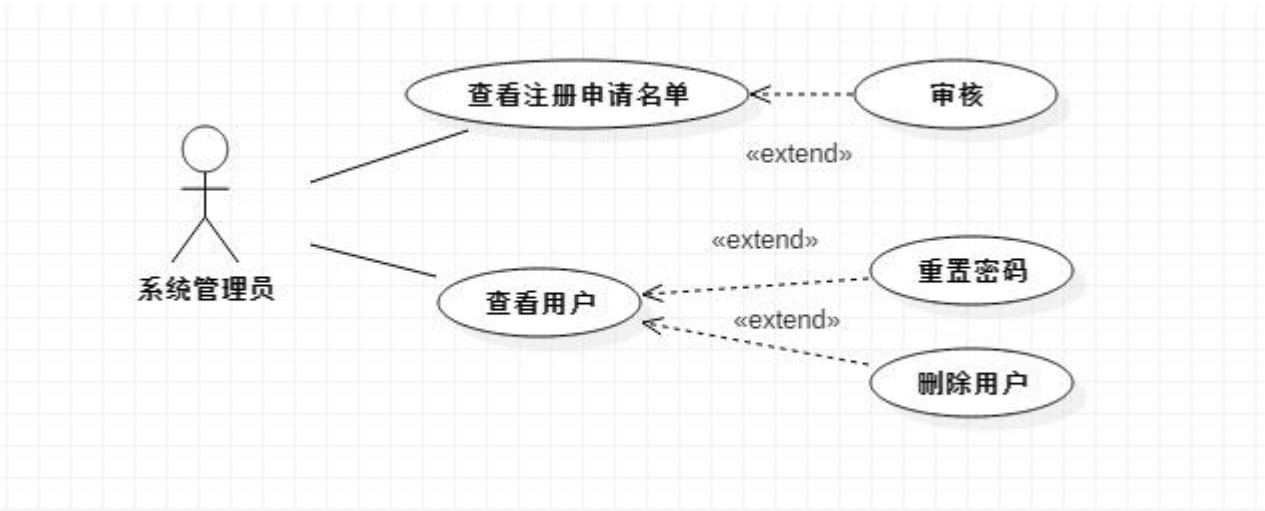 查看注册申请名单
审核
«extend»
«extend»
重置密码
系统管理员
查看用户
«extend»
删除用户